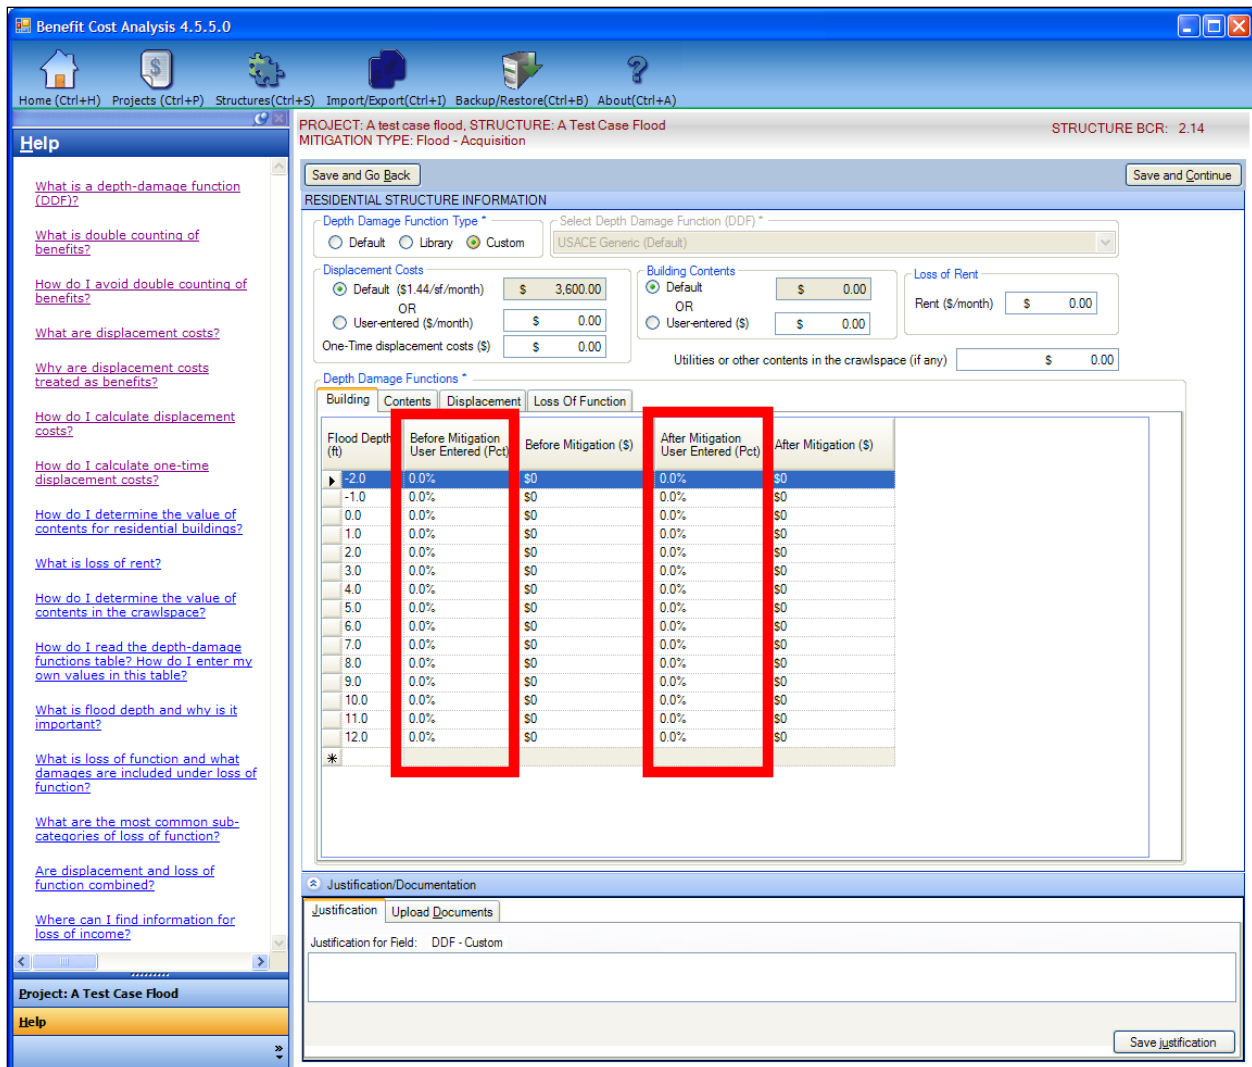 Benefit Cost Analysis 4.5.5.0
Home (Ctrl+H) Projects (Ctrl+P) Structures(Ctrl+S) Import/Export(Ctrl+I) Backup/Restore(Ctrl+B) About(Ctrl+A)
Help
What is a depth-damage function
(DDF)?
What is double counting of
benefits?
How do I avoid double counting of
benefits?
What are displacement costs?
Why are displacement costs
treated as benefits?
How do I calculate displacement
costs?
How do I calculate one-time
displacement costs?
How do I determine the value of
contents for residential buildings?
What is loss of rent?
How do I determine the value of
contents in the crawlspace?
How do I read the depth-damage
functions table? How do I enter my
own values in this table?
What is flood depth and why is it
important?
What is loss of function and what
damages are included under loss of
function?
What are the most common sub-
categories of loss of function?
Are displacement and loss of
function combined?
Where can I find information for
loss of income?
Project: A Test Case Flood
Help
PROJECT: A test case flood, STRUCTURE: A Test Case Flood
MITIGATION TYPE: Flood - Acquisition
STRUCTURE BCR: 2.14
Save and Go Back
Save and Continue
RESIDENTIAL STRUCTURE INFORMATION
Depth Damage Function Type *
Default Library Custom
Select Depth Damage Function (DDF) *
USACE Generic (Default)
Displacement Costs
Default ($1.44/sf/month) $ 3,600.00
OR
User-entered ($/month) $ 0.00
One-Time displacement costs ($) $ 0.00
Building Contents
Default $ 0.00
OR
User-entered ($) $ 0.00
Loss of Rent
Rent ($/month) $ 0.00
Utilities or other contents in the crawlspace (if any) $ 0.00
Depth Damage Functions *
Building Contents Displacement Loss Of Function
Flood Depth (ft) Before Mitigation User Entered (Pct) Before Mitigation ($) After Mitigation User Entered (Pct) After Mitigation ($)
-2.0 0.0% $0 0.0% $0
-1.0 0.0% $0 0.0% $0
0.0 0.0% $0 0.0% $0
1.0 0.0% $0 0.0% $0
2.0 0.0% $0 0.0% $0
3.0 0.0% $0 0.0% $0
4.0 0.0% $0 0.0% $0
5.0 0.0% $0 0.0% $0
6.0 0.0% $0 0.0% $0
7.0 0.0% $0 0.0% $0
8.0 0.0% $0 0.0% $0
9.0 0.0% $0 0.0% $0
10.0 0.0% $0 0.0% $0
11.0 0.0% $0 0.0% $0
12.0 0.0% $0 0.0% $0
Justification/Documentation
Justification Upload Documents
Justification for Field: DDF - Custom
Save justification